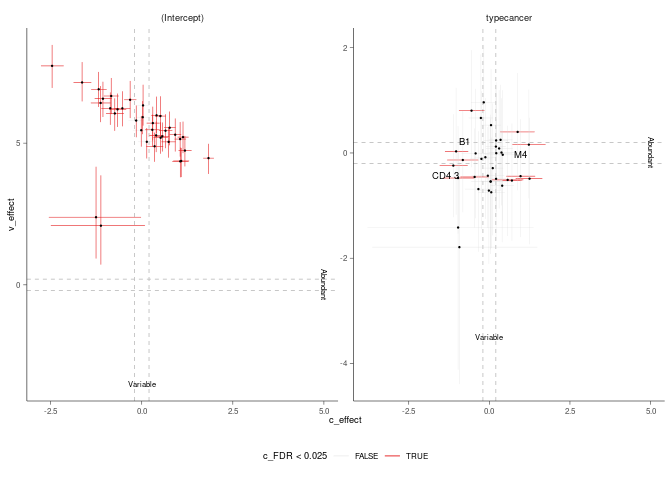 (Intercept)
typecancer
v_effect
5
0
2
0
-2
-4
B1
M4
CD4 3
Abundant
Abundant
Variable
Variable
-2.5
0.0
2.5
5.0
-2.5
0.0
2.5
5.0
c_effect
c_FDR < 0.025
FALSE
TRUE